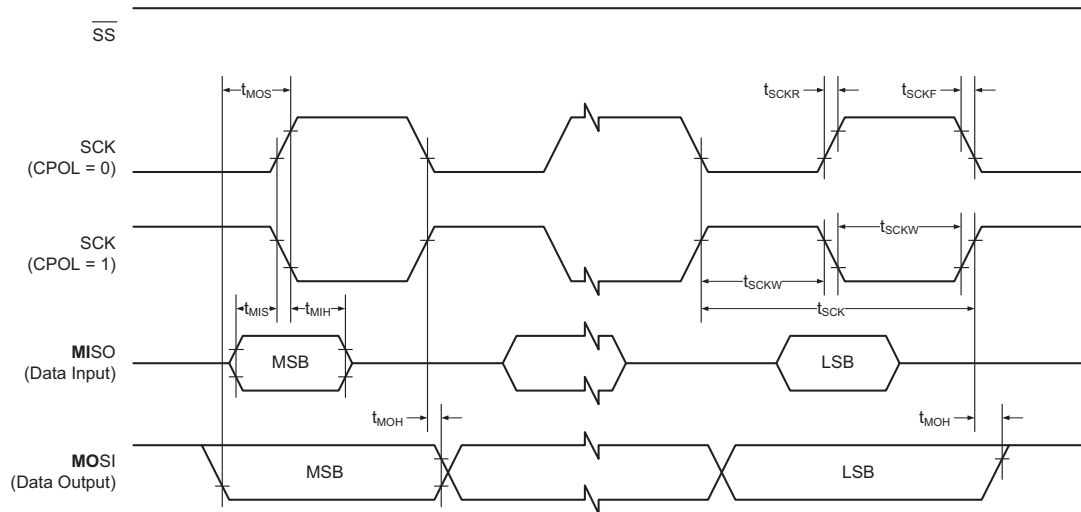 SS
tMOS
tSCKR
tSCKF
SCK
(CPOL = 0)
SCK
(CPOL = 1)
tSCKW
tSCKW
tMIS
tMIH
tSCK
MISO
(Data Input)
MSB
LSB
tMOH
tMOH
MOSI
(Data Output)
MSB
LSB